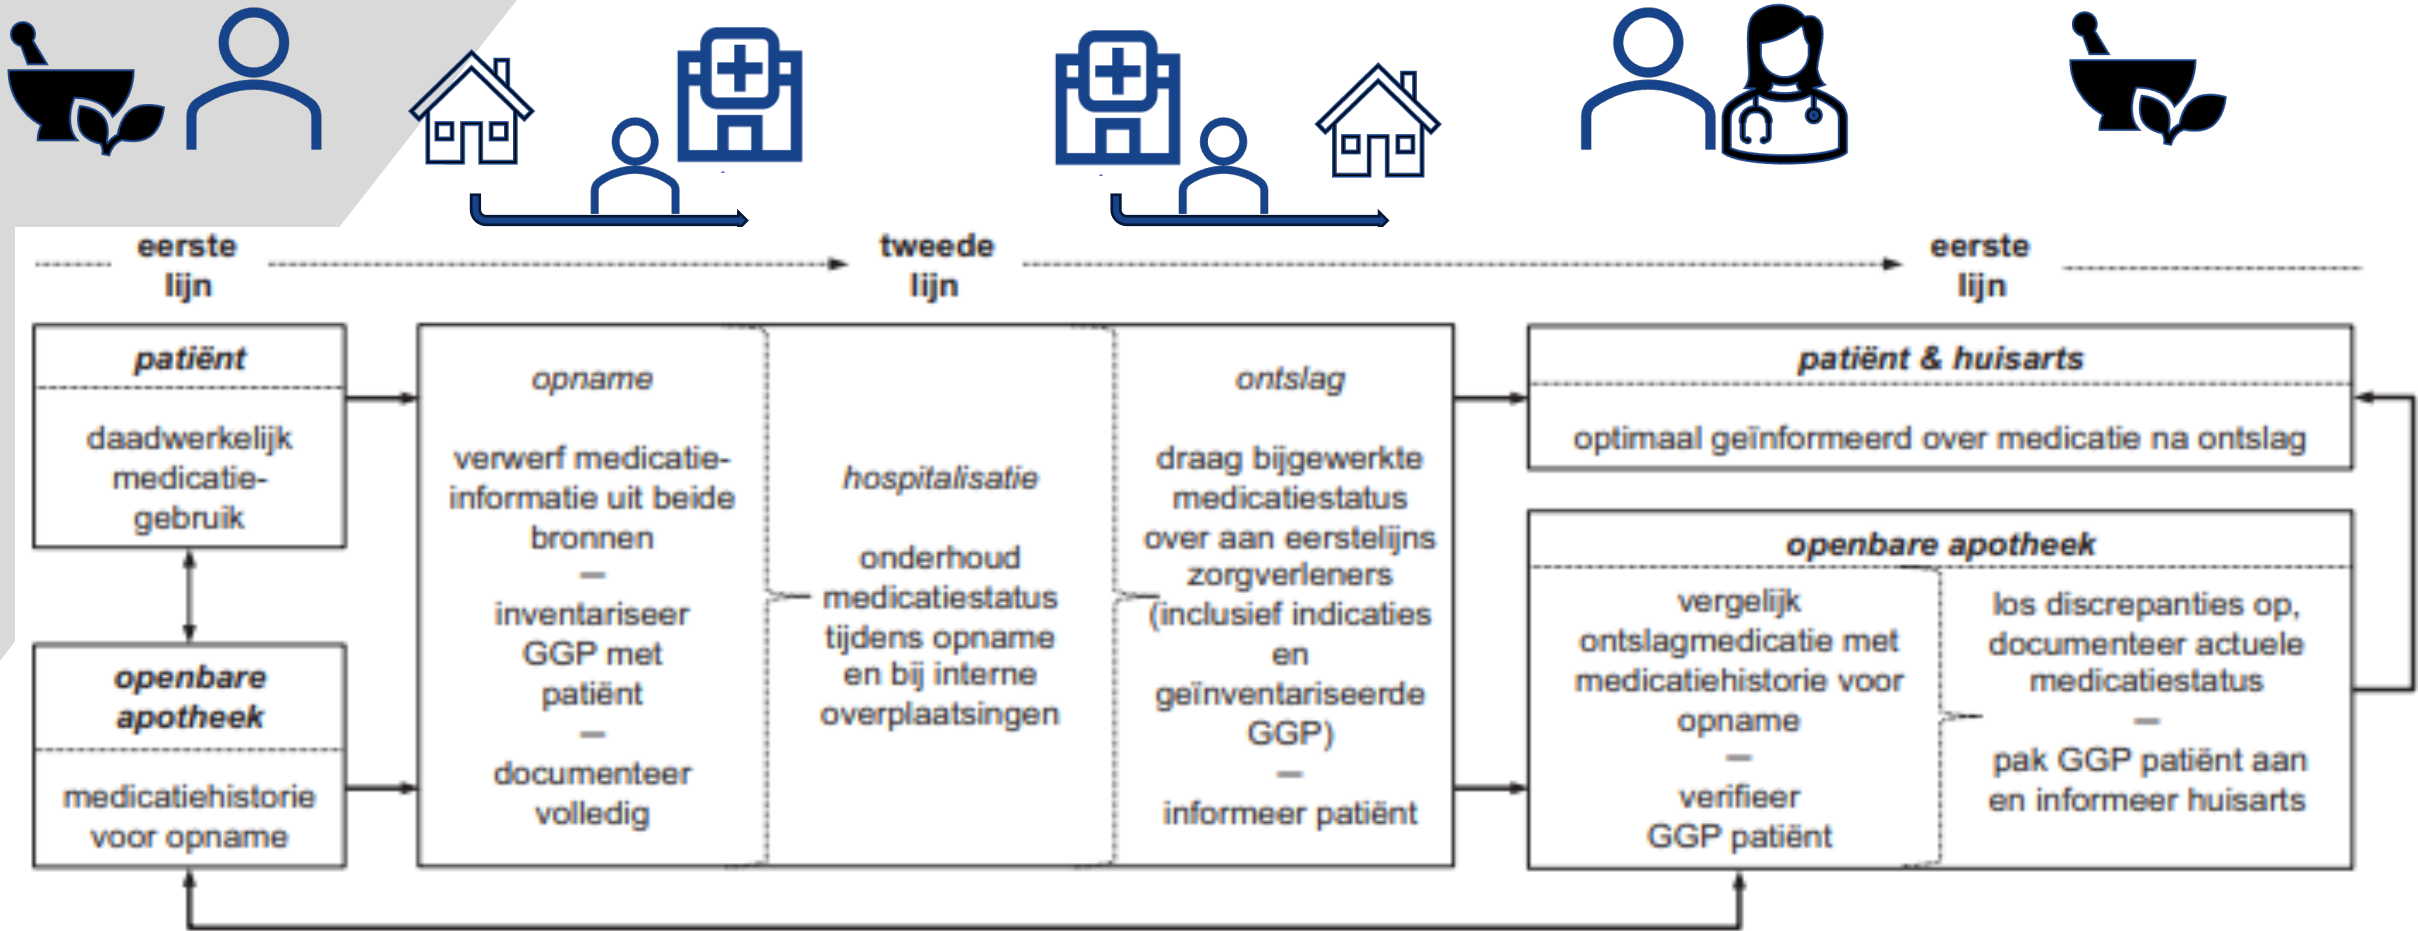 eerste
lijn
tweede
lijn
eerste
lijn
patiënt
daadwerkelijk
medicatie-
gebruik
openbare
apotheek
medicatiehistorie
voor opname
opname
verwerf medicatie-
informatie uit beide
bronnen
—
inventariseer
GGP met
patiënt
—
documenteer
volledig
hospitalisatie
onderhoud
medicatiestatus
tijdens opname
en bij interne
overplaatsingen
ontslag
draag bijgewerkte
medicatiestatus
over aan eerstelijns
zorgverleners
(inclusief indicaties
en
geïnventariseerde
GGP)
—
informeer patiënt
patiënt & huisarts
optimaal geïnformeerd over medicatie na ontslag
openbare apotheek
vergelijk
ontslagmedicatie met
medicatiehistorie voor
opname
—
verifieer
GGP patiënt
los discrepanties op,
documenteer actuele
medicatiestatus
—
pak GGP patiënt aan
en informeer huisarts